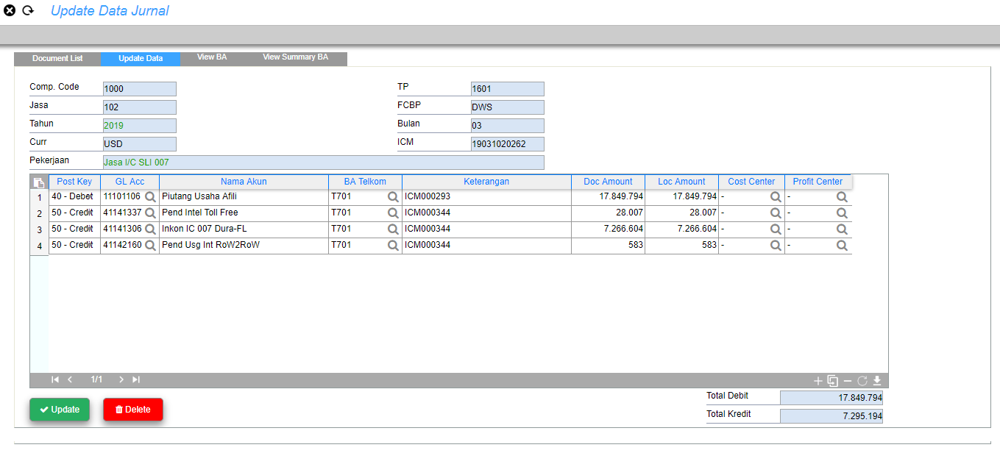 Update Data Jurnal
Document List Update Data View BA View Summary BA
Comp. Code 1000 TP 1601
Jasa 102 FCBP DWS
Tahun 2019 Bulan 03
Curr USD ICM 19031020262
Pekerjaan Jasa I/C SLI 007
Post Key GL Acc Nama Akun BA Telkom Keterangan Doc Amount Loc Amount Cost Center Profit Center
1 40 - Debet 11101106 Piutang Usaha Afili T701 ICM000293 17.849.794 17.849.794 - -
2 50 - Credit 41141337 Pend Intel Toll Free T701 ICM000344 28.007 28.007 - -
3 50 - Credit 41141306 Inkon IC 007 Dura-FL T701 ICM000344 7.266.604 7.266.604 - -
4 50 - Credit 41142160 Pend Usg Int RoW2RoW T701 ICM000344 583 583 - -
1/1
Total Debit 17.849.794
Update Delete
Total Kredit 7.295.194